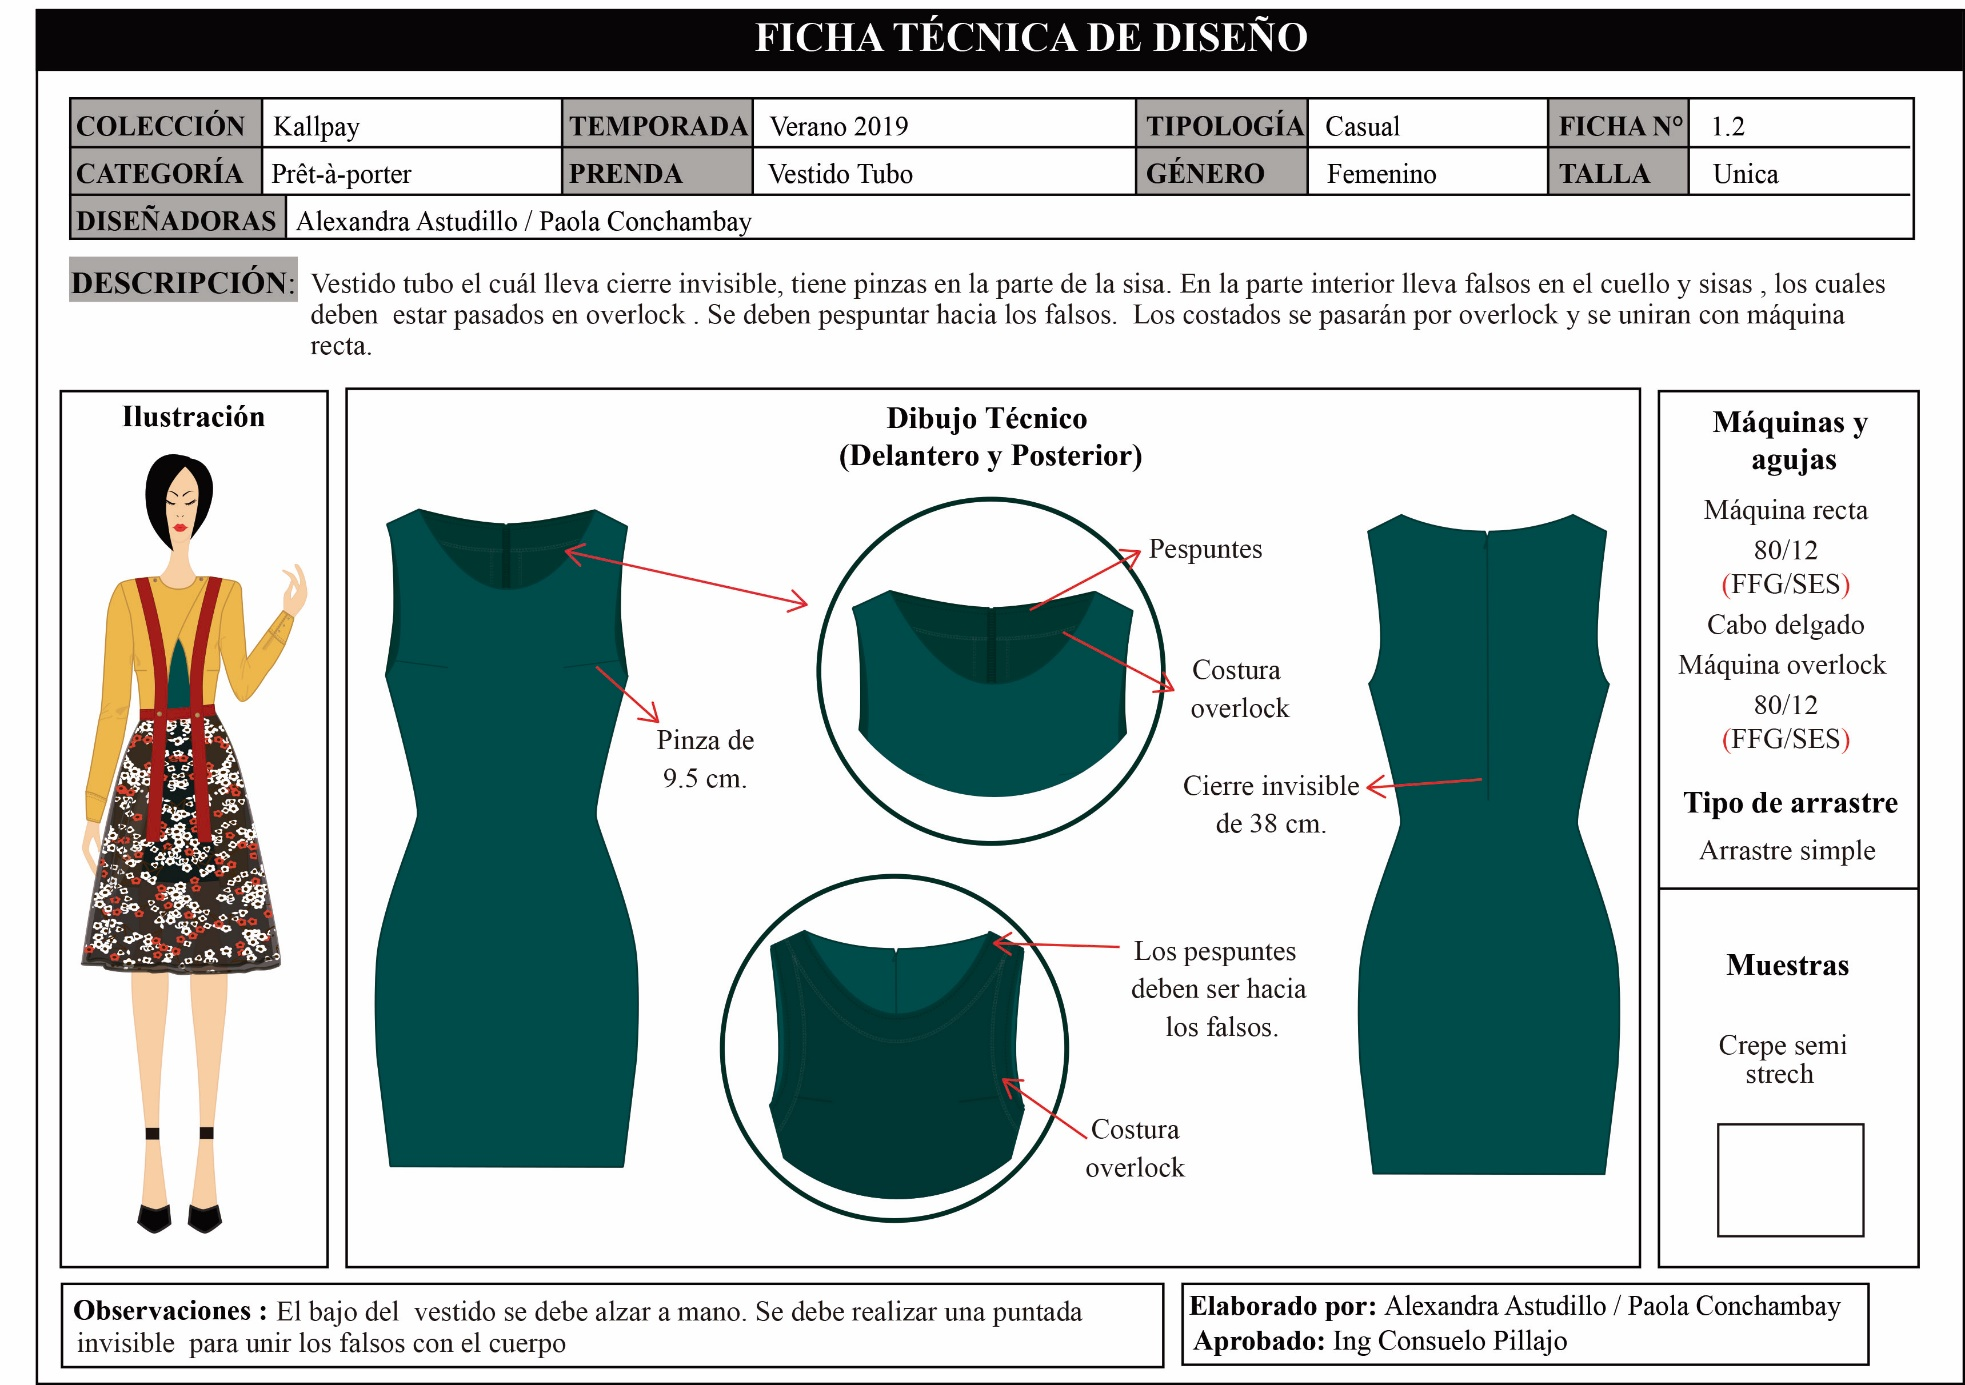 FICHA TÉCNICA DE DISEÑO
COLECCIÓN Kallpay TEMPORADA Verano 2019 TIPOLOGÍA Casual FICHA N° 1.2
CATEGORÍA Prêt-à-porter PRENDA Vestido Tubo GÉNERO Femenino TALLA Unica
DISEÑADORAS Alexandra Astudillo / Paola Conchambay
DESCRIPCIÓN: Vestido tubo el cuál lleva cierre invisible, tiene pinzas en la parte de la sisa. En la parte interior lleva falsos en el cuello y sisas , los cuales
deben estar pasados en overlock . Se deben pespuntar hacia los falsos. Los costados se pasarán por overlock y se uniran con máquina
recta.
Ilustración
Dibujo Técnico
(Delantero y Posterior)
Pespuntes
Costura
overlock
Pinza de
9.5 cm.
Cierre invisible
de 38 cm.
Los pespuntes
deben ser hacia
los falsos.
Costura
overlock
Máquinas y
agujas
Máquina recta
80/12
(FFG/SES)
Cabo delgado
Máquina overlock
80/12
(FFG/SES)
Tipo de arrastre
Arrastre simple
Muestras
Crepe semi
strech
Observaciones : El bajo del vestido se debe alzar a mano. Se debe realizar una puntada
invisible para unir los falsos con el cuerpo
Elaborado por: Alexandra Astudillo / Paola Conchambay
Aprobado: Ing Consuelo Pillajo